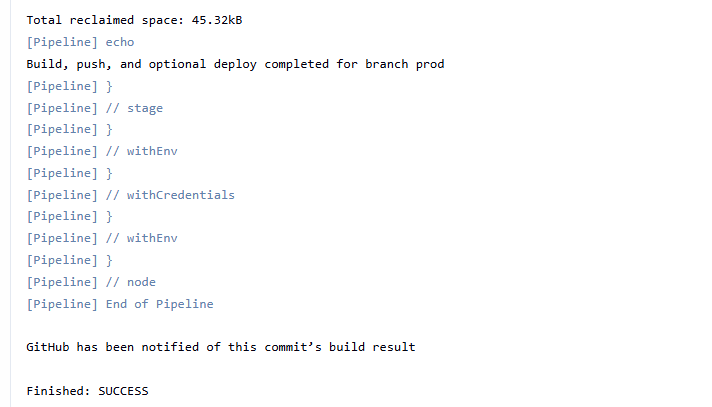 Total reclaimed space: 45.32kB
[Pipeline] echo
Build, push, and optional deploy completed for branch prod
[Pipeline] }
[Pipeline] // stage
[Pipeline] }
[Pipeline] // withEnv
[Pipeline] }
[Pipeline] // withCredentials
[Pipeline] }
[Pipeline] // withEnv
[Pipeline] }
[Pipeline] // node
[Pipeline] End of Pipeline
GitHub has been notified of this commit’s build result
Finished: SUCCESS